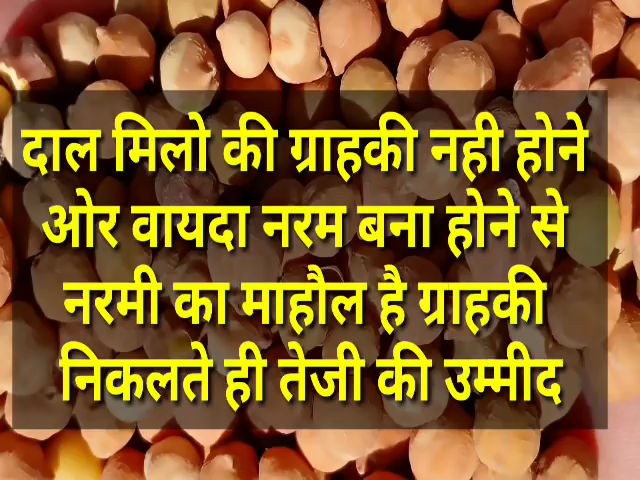 दाल मिलो की ग्राहकी नही होने
ओर वायदा नरम बना होने से
नरमी का माहौल है ग्राहकी
निकलते ही तेजी की उम्मीद